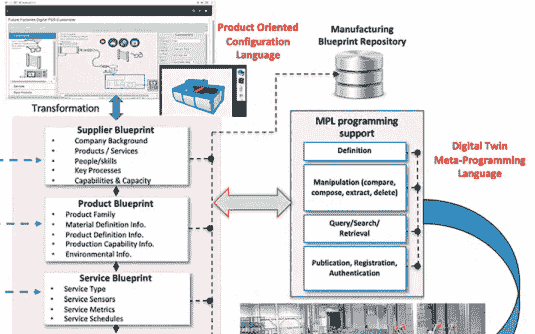 Product Oriented
Configuration
Language
Manufacturing
Blueprint Repository
Transformation
Supplier Blueprint
• Company Background
• Products / Services
• People/skills
• Key Processes
• Capabilities & Capacity
Product Blueprint
• Product Family
• Material Definition Info.
• Product Definition Info.
• Production Capability Info.
• Environmental Info.
Service Blueprint
• Service Type
• Service Sensors
• Service Metrics
• Service Schedules
MPL programming
support
Definition
Manipulation (compare,
compose, extract, delete)
Query/Search/
Retrieval
Publication, Registration,
Authentication
Digital Twin
Meta-Programming
Language